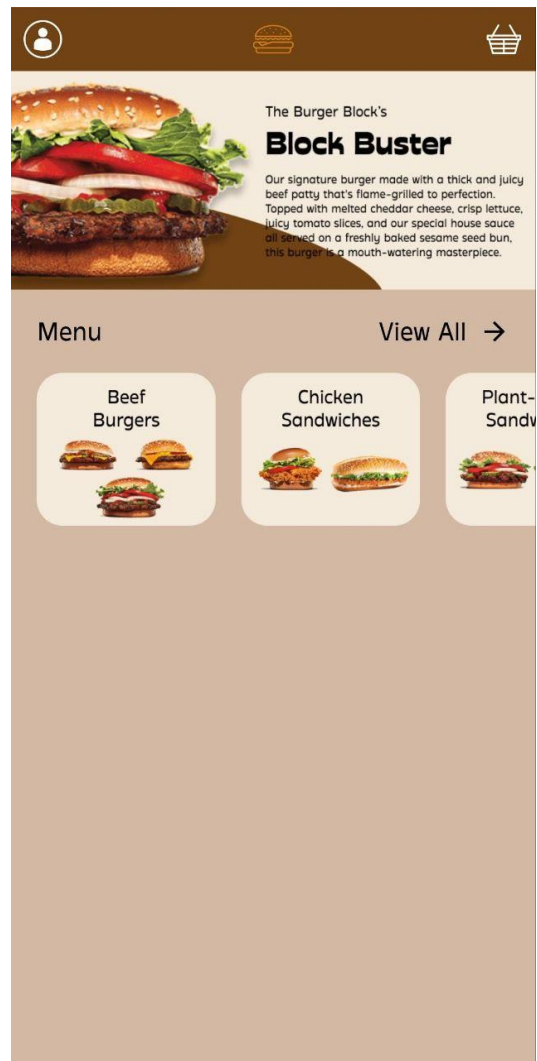 The Burger Block's
Block Buster
Our signature burger made with a thick and juicy
beef patty that's flame-grilled to perfection.
Topped with melted cheddar cheese, crisp lettuce,
juicy tomato slices, and our special house sauce
all served on a freshly baked sesame seed bun,
this burger is a mouth-watering masterpiece.
Menu
View All →
Beef
Burgers
Chicken
Sandwiches
Plant-